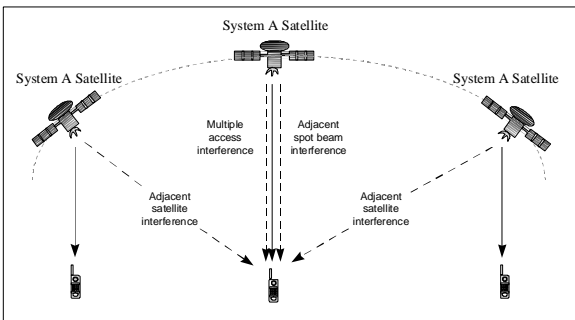 System A Satellite
System A Satellite
System A Satellite
Multiple
access
interference
Adjacent
spot beam
interference
Adjacent
satellite
interference
Adjacent
satellite
interference